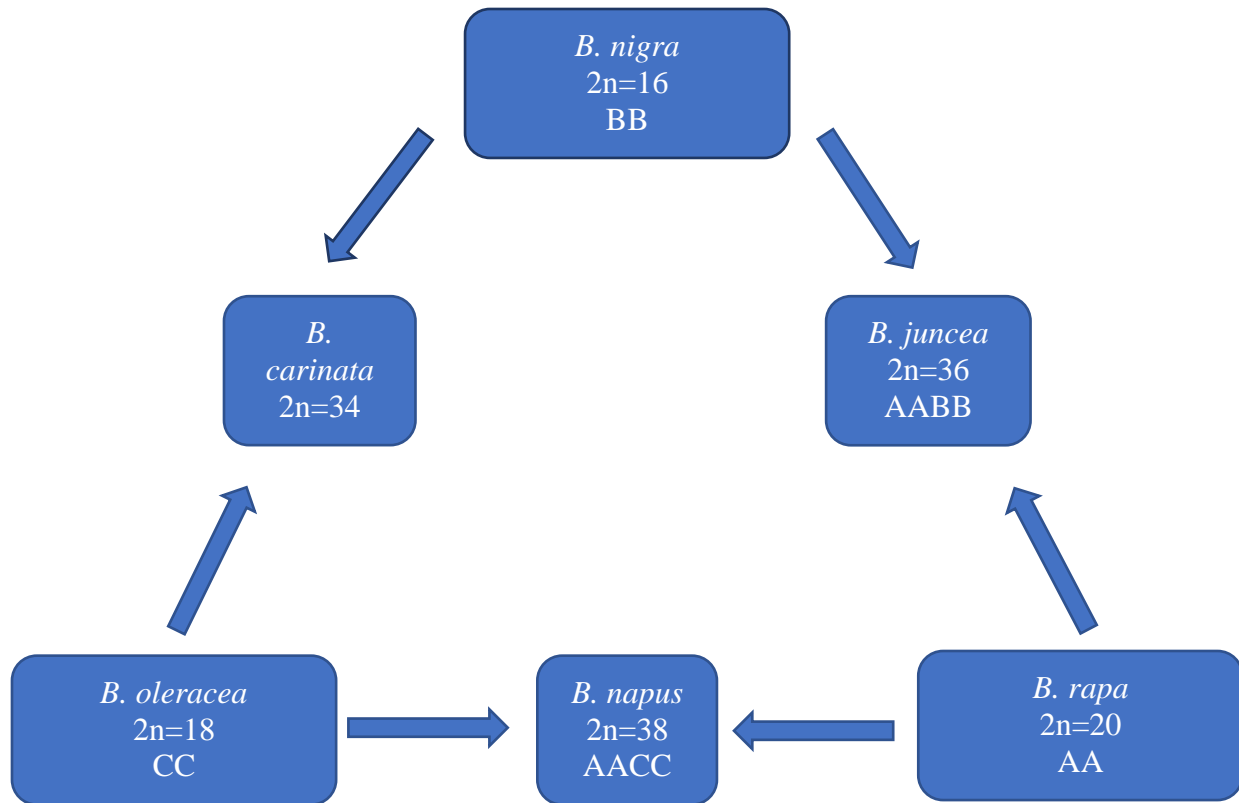 B. nigra
2n=16
BB
B.
carinata
2n=34
B. juncea
2n=36
AABB
B. oleracea
2n=18
CC
B. napus
2n=38
AACC
B. rapa
2n=20
AA